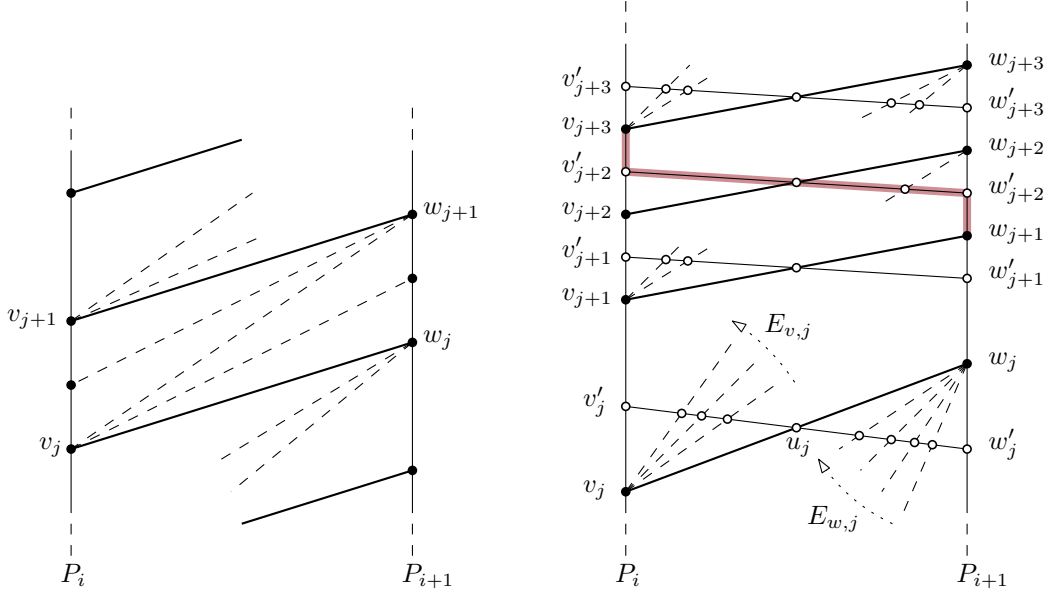 w_{j+1}
v_{j+1}
w_j
v_j
P_i P_{i+1}
w_{j+3}
v'_{j+3}
w'_{j+3}
v_{j+3}
w_{j+2}
v'_{j+2}
w'_{j+2}
v_{j+2}
w_{j+1}
v'_{j+1}
w'_{j+1}
v_{j+1}
E_{v,j}
w_j
v'_j
u_j
w'_j
v_j
E_{w,j}
P_i P_{i+1}